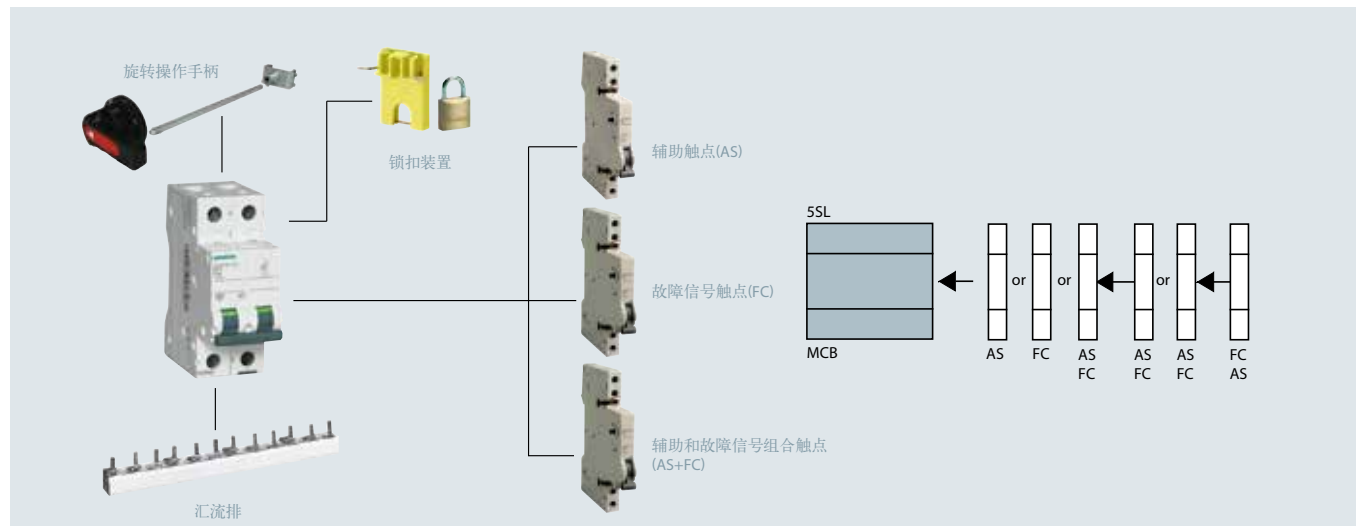 旋转操作手柄
锁扣装置
辅助触点(AS)
故障信号触点(FC)
辅助和故障信号组合触点
(AS+FC)
汇流排
5SL
MCB
or
or
or
AS
FC
AS
FC
AS
FC
AS
FC
FC
AS